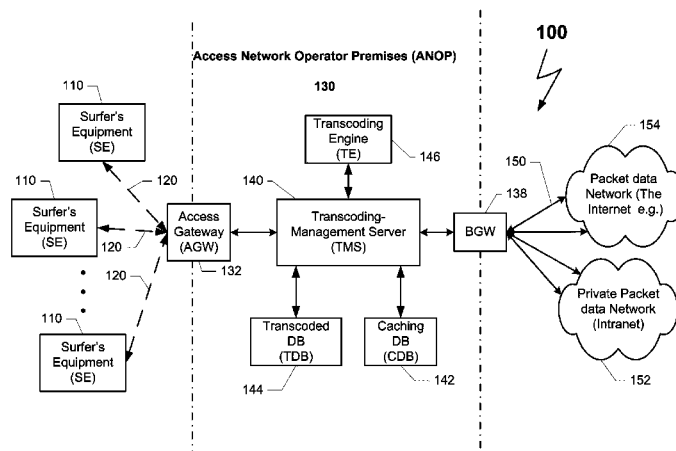 100
Access Network Operator Premises (ANOP)
130
110
Surfer's
Equipment
(SE)
Transcoding
Engine
(TE)
146
154
Packet data
Network (The
Internet e.g.)
150
110
Surfer's
Equipment
(SE)
120
120
120
Access
Gateway
(AGW)
132
140
Transcoding-
Management Server
(TMS)
138
BGW
Private Packet
data Network
(Intranet)
152
110
Surfer's
Equipment
(SE)
Transcoded
DB
(TDB)
144
Caching
DB
(CDB)
142